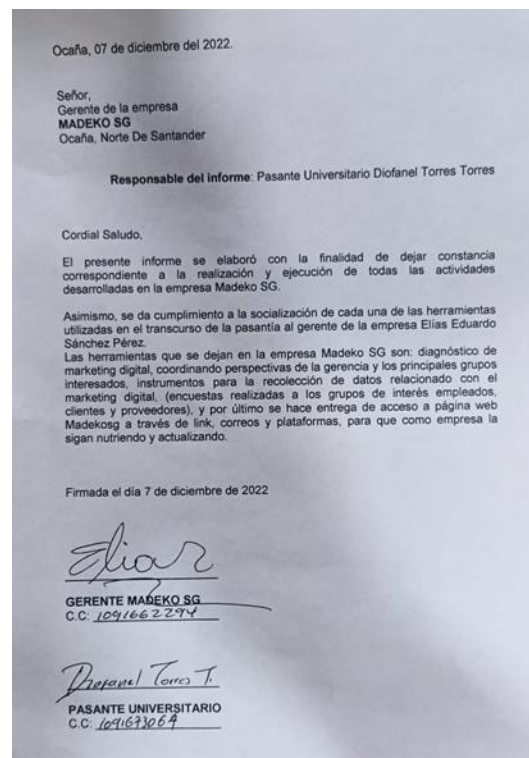 Ocaña, 07 de diciembre del 2022.
Señor,
Gerente de la empresa
MADEKO SG
Ocaña, Norte De Santander
Responsable del informe: Pasante Universitario Diofanel Torres Torres
Cordial Saludo,
El presente informe se elaboró con la finalidad de dejar constancia
correspondiente a la realización y ejecución de todas las actividades
desarrolladas en la empresa Madeko SG.
Asimismo, se da cumplimiento a la socialización de cada una de las herramientas
utilizadas en el transcurso de la pasantía al gerente de la empresa Elías Eduardo
Sánchez Pérez.
Las herramientas que se dejan en la empresa Madeko SG son: diagnóstico de
marketing digital, coordinando perspectivas de la gerencia y los principales grupos
interesados, instrumentos para la recolección de datos relacionado con el
marketing digital, (encuestas realizadas a los grupos de interés empleados,
clientes y proveedores), y por último se hace entrega de acceso a página web
Madekosg a través de link, correos y plataformas, para que como empresa la
sigan nutriendo y actualizando.
Firmada el día 7 de diciembre de 2022
Elias
GERENTE MADEKO SG
C.C: 1091662294
Diofanel Torres T.
PASANTE UNIVERSITARIO
C.C: 1091673064